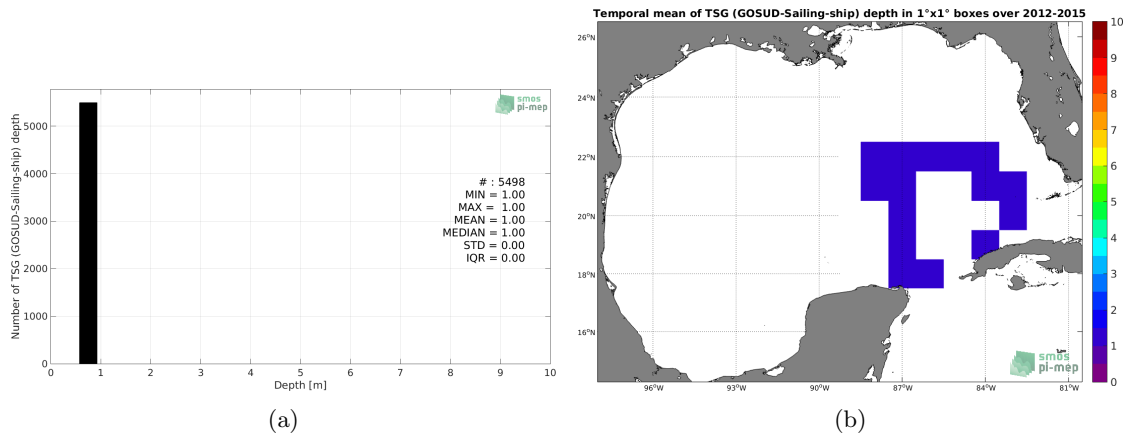 Number of TSG (GOSUD-Sailing-ship) depth
5000
4000
3000
2000
1000
0
0 1 2 3 4 5 6 7 8 9 10
Depth [m]
smos
pi-mep
# : 5498
MIN = 1.00
MAX = 1.00
MEAN = 1.00
MEDIAN = 1.00
STD = 0.00
IQR = 0.00
(a)
Temporal mean of TSG (GOSUD-Sailing-ship) depth in 1°x1° boxes over 2012-2015
26°N
24°N
22°N
20°N
18°N
16°N
96°W 93°W 90°W 87°W 84°W 81°W
smos
pi-mep
10
9
8
7
6
5
4
3
2
1
0
(b)